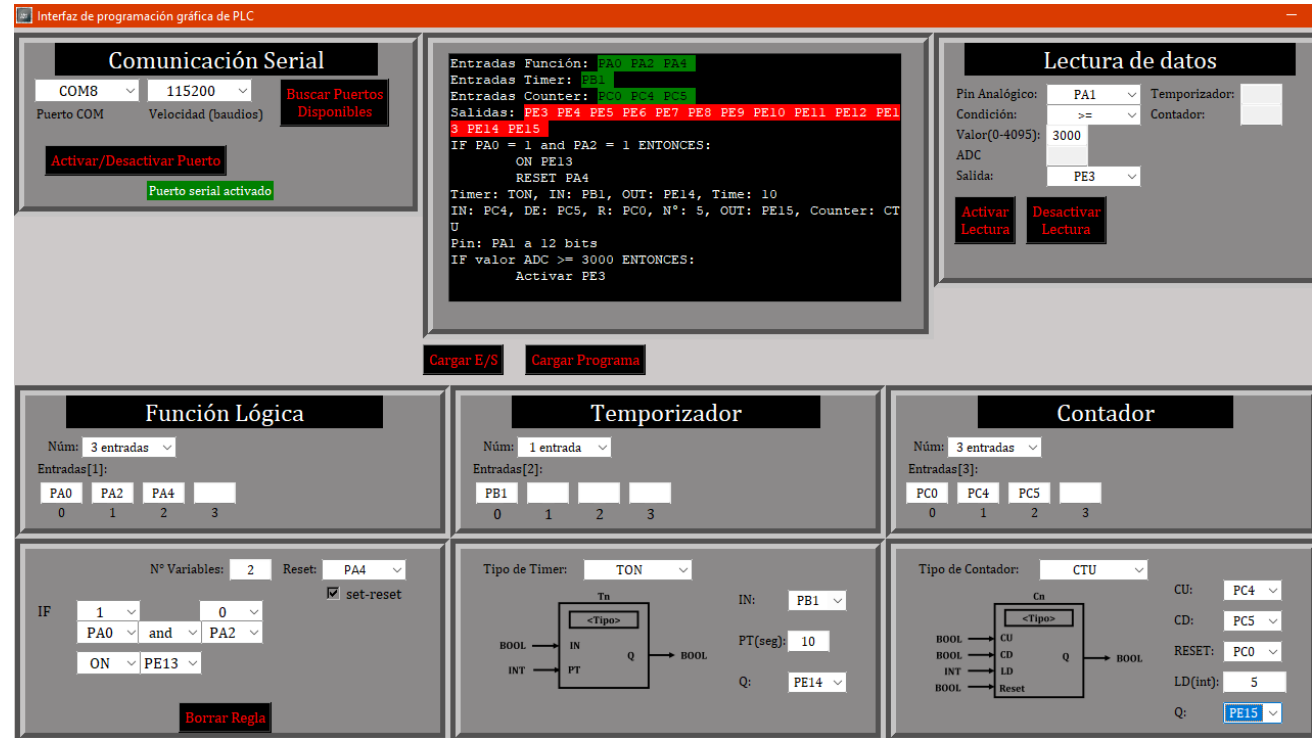 Interfaz de programación gráfica de PLC
Comunicación Serial
COM8 115200
Puerto COM Velocidad (baudios)
Buscar Puertos
Disponibles
Activar/Desactivar Puerto
Puerto serial activado
Entradas Función: PA0 PA2 PA4
Entradas Timer: PB1
Entradas Counter: PC0 PC4 PC5
Salidas: PE3 PE4 PE5 PE6 PE7 PE8 PE9 PE10 PE11 PE12 PE1
3 PE14 PE15
IF PA0 = 1 and PA2 = 1 ENTONCES:
ON PE13
RESET PA4
Timer: TON, IN: PB1, OUT: PE14, Time: 10
IN: PC4, DE: PC5, R: PC0, N°: 5, OUT: PE15, Counter: CT
U
Pin: PA1 a 12 bits
IF valor ADC >= 3000 ENTONCES:
Activar PE3
Lectura de datos
Pin Analógico: PA1 Temporizador:
Condición: >= Contador:
Valor(0-4095): 3000
ADC
Salida: PE3
Activar
Lectura
Desactivar
Lectura
Cargar E/S Cargar Programa
Función Lógica
Núm: 3 entradas
Entradas[1]:
PA0 PA2 PA4
0 1 2 3
Temporizador
Núm: 1 entrada
Entradas[2]:
PB1
0 1 2 3
Contador
Núm: 3 entradas
Entradas[3]:
PC0 PC4 PC5
0 1 2 3
N° Variables: 2 Reset: PA4
set-reset
IF 1 0
PA0 and PA2
ON PE13
Borrar Regla
Tipo de Timer: TON
Tn
<Tipo>
BOOL IN
Q BOOL
INT PT
IN: PB1
PT(seg): 10
Q: PE14
Tipo de Contador: CTU
Cn
<Tipo>
BOOL CU
BOOL CD Q BOOL
INT LD
BOOL Reset
CU: PC4
CD: PC5
RESET: PC0
LD(int): 5
Q: PE15